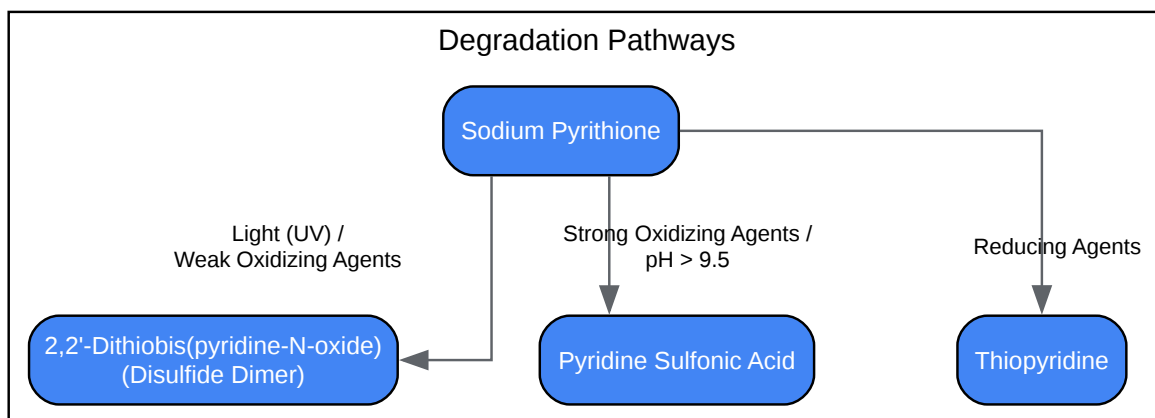 Degradation Pathways
Sodium Pyrithione
Light (UV) /
Weak Oxidizing Agents
Strong Oxidizing Agents /
pH > 9.5
Reducing Agents
2,2'-Dithiobis(pyridine-N-oxide)
(Disulfide Dimer)
Pyridine Sulfonic Acid
Thiopyridine